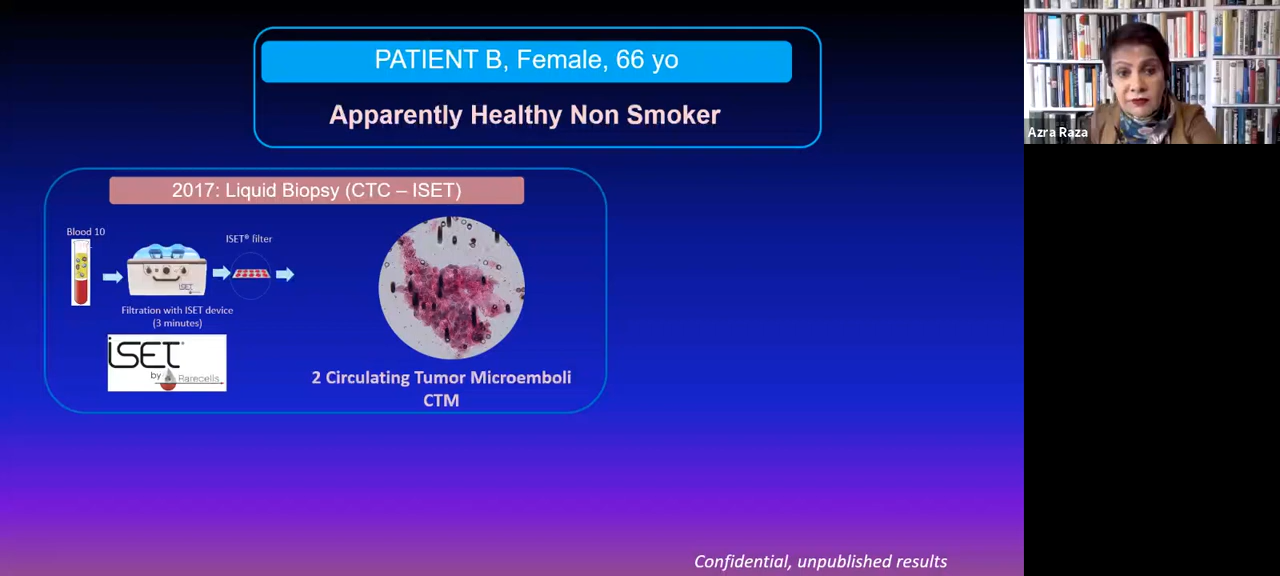 PATIENT B, Female, 66 yo
Apparently Healthy Non Smoker
2017: Liquid Biopsy (CTC – ISET)
Blood 10
ISET® filter
ISET
Filtration with ISET device
(3 minutes)
iSET
by Rarecells
2 Circulating Tumor Microemboli
CTM
Confidential, unpublished results
Azra Raza